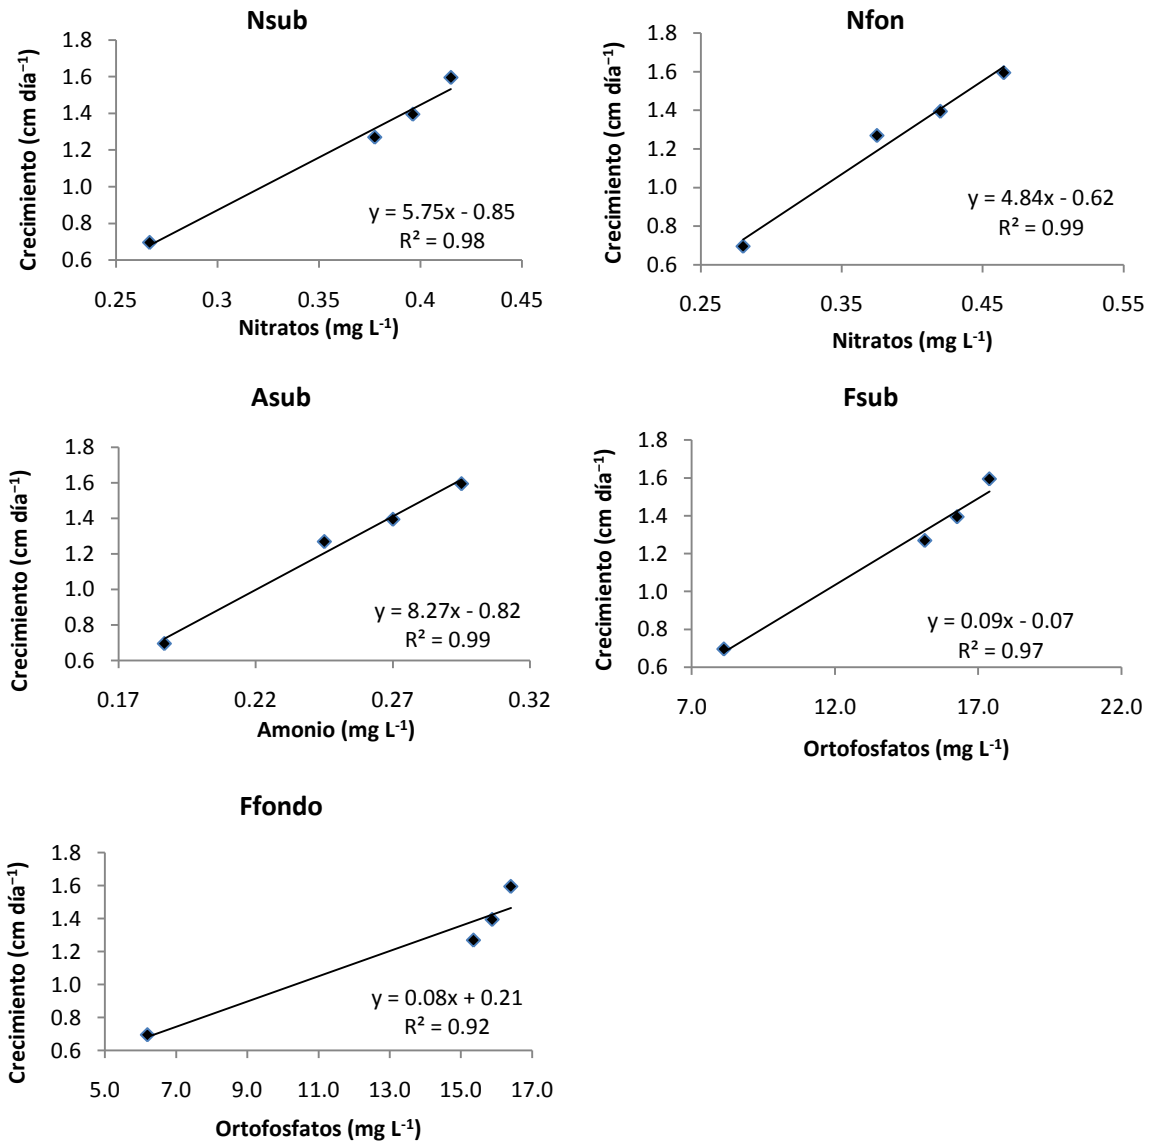 Nsub
Crecimiento (cm día⁻¹)
1.8
1.6
1.4
1.2
1.0
0.8
0.6
y = 5.75x - 0.85
R² = 0.98
0.25 0.3 0.35 0.4 0.45
Nitratos (mg L⁻¹)
Nfon
Crecimiento (cm día⁻¹)
1.8
1.6
1.4
1.2
1.0
0.8
0.6
y = 4.84x - 0.62
R² = 0.99
0.25 0.35 0.45 0.55
Nitratos (mg L⁻¹)
Asub
Crecimiento (cm día⁻¹)
1.8
1.6
1.4
1.2
1.0
0.8
0.6
y = 8.27x - 0.82
R² = 0.99
0.17 0.22 0.27 0.32
Amonio (mg L⁻¹)
Fsub
Crecimiento (cm día⁻¹)
1.8
1.6
1.4
1.2
1.0
0.8
0.6
y = 0.09x - 0.07
R² = 0.97
7.0 12.0 17.0 22.0
Ortofosfatos (mg L⁻¹)
Ffondo
Crecimiento (cm día⁻¹)
1.8
1.6
1.4
1.2
1.0
0.8
0.6
y = 0.08x + 0.21
R² = 0.92
5.0 7.0 9.0 11.0 13.0 15.0 17.0
Ortofosfatos (mg L⁻¹)